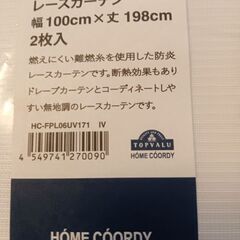 レースカーテン
幅100cm×丈198cm
2枚入
燃えにくい難燃糸を使用した防炎
レースカーテンです。断熱効果もあり
ドレープカーテンとコーディネートしや
すい無地調のレースカーテンです。
HC-FPL06UV171 IV
4 549741 270090
TOPVALU
HÓME CÓORDY
HÓME CÓORDY